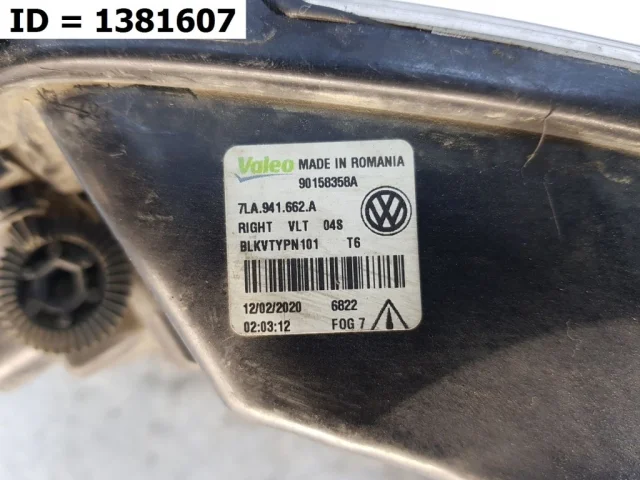 ID = 1381607
Valeo MADE IN ROMANIA
90158358A
7LA.941.662.A
RIGHT VLT 04S
BLKVTYPN101 T6
12/02/2020 6822
02:03:12 FOG 7